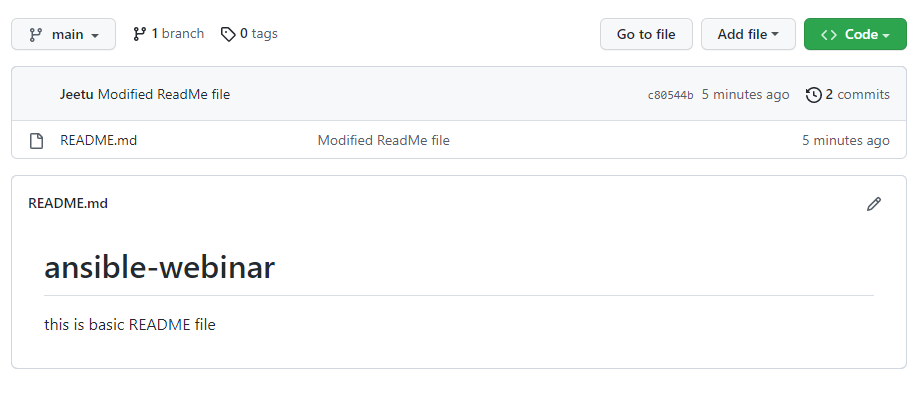 main 1 branch 0 tags Go to file Add file <> Code
Jeetu Modified ReadMe file c80544b 5 minutes ago 2 commits
README.md Modified ReadMe file 5 minutes ago
README.md
ansible-webinar
this is basic README file